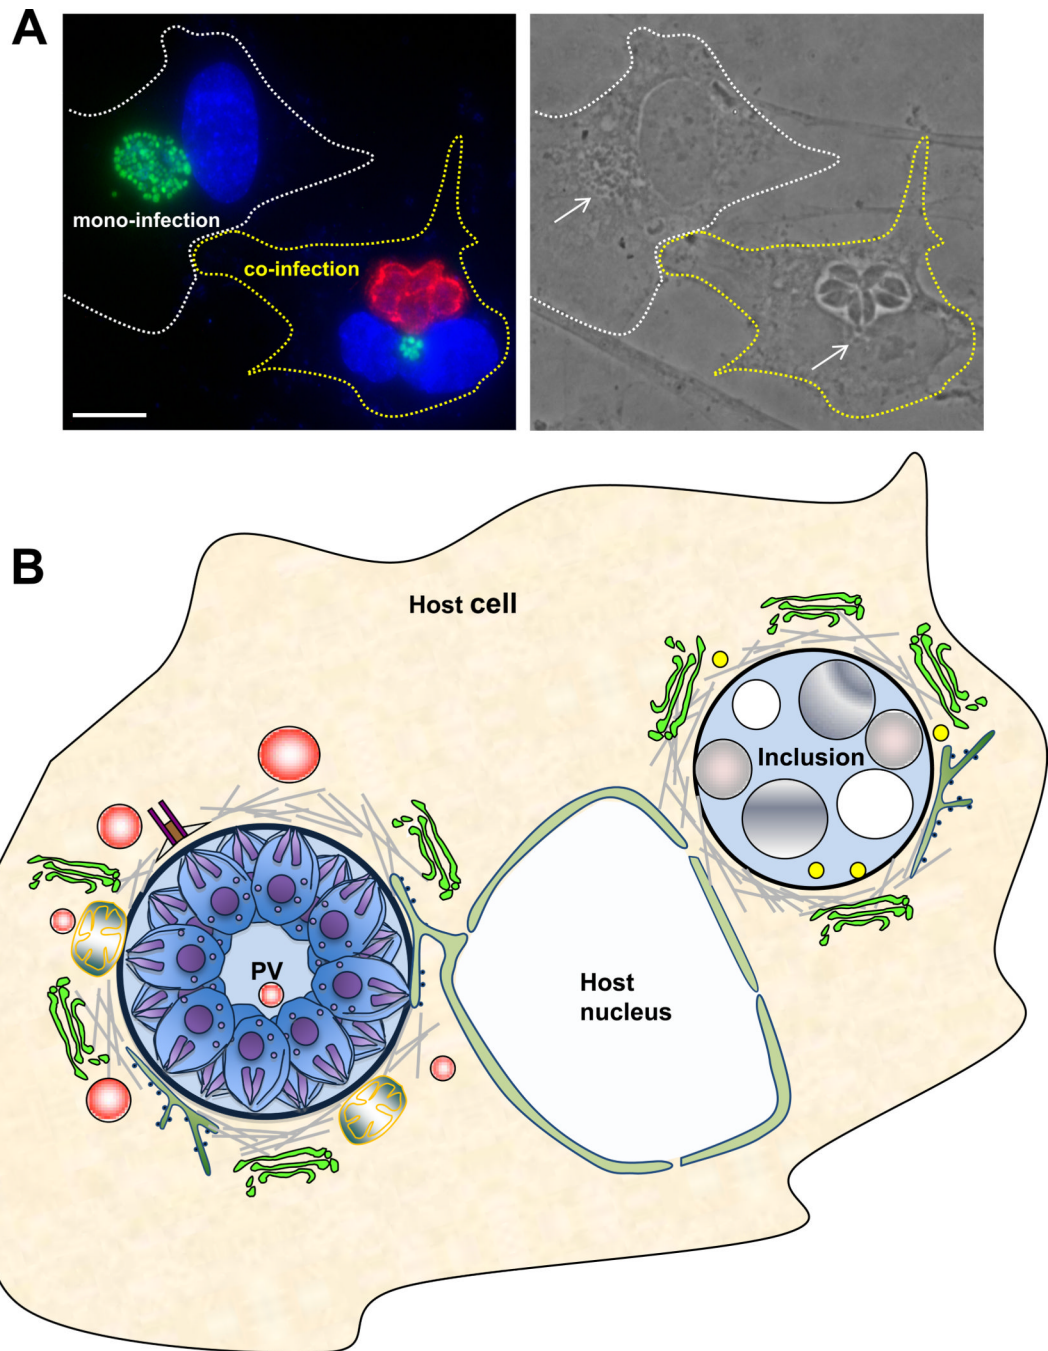 A
mono-infection
co-infection
B
Host cell
Inclusion
PV
Host
nucleus